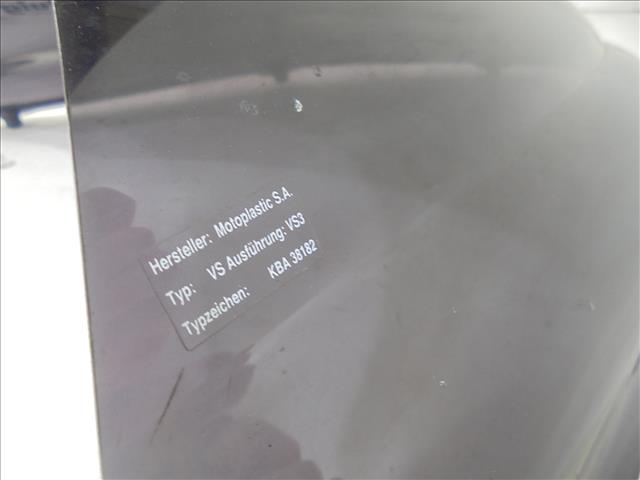 Hersteller: Motoplastic S.A.
Typ: VS Ausführung: VS3
Typzeichen: KBA 38182